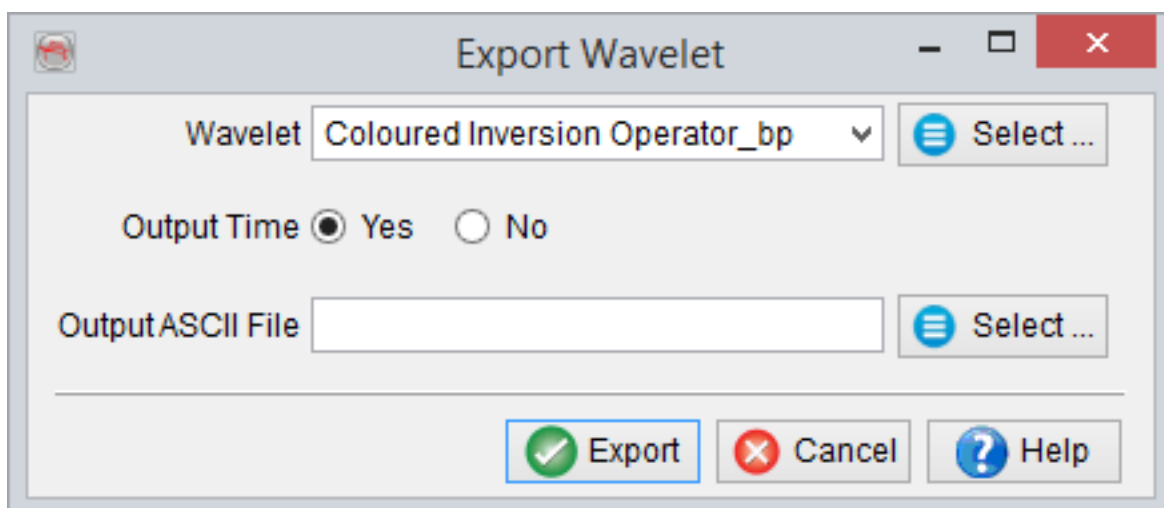 Export Wavelet
Wavelet Coloured Inversion Operator_bp Select ...
Output Time Yes No
Output ASCII File Select ...
Export Cancel Help